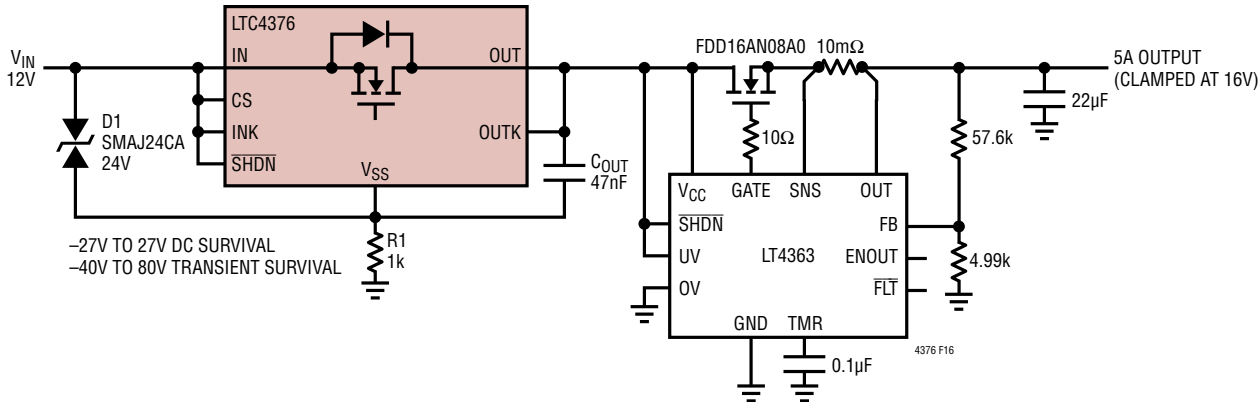 LTC4376
V_IN
12V
IN
OUT
CS
INK
SHDN
OUTK
V_SS
D1
SMAJ24CA
24V
C_OUT
47nF
–27V TO 27V DC SURVIVAL
–40V TO 80V TRANSIENT SURVIVAL
R1
1k
FDD16AN08A0
10mΩ
10Ω
5A OUTPUT
(CLAMPED AT 16V)
22µF
57.6k
4.99k
V_CC
GATE
SNS
OUT
SHDN
UV
OV
LT4363
FB
ENOUT
FLT
GND
TMR
0.1µF
4376 F16